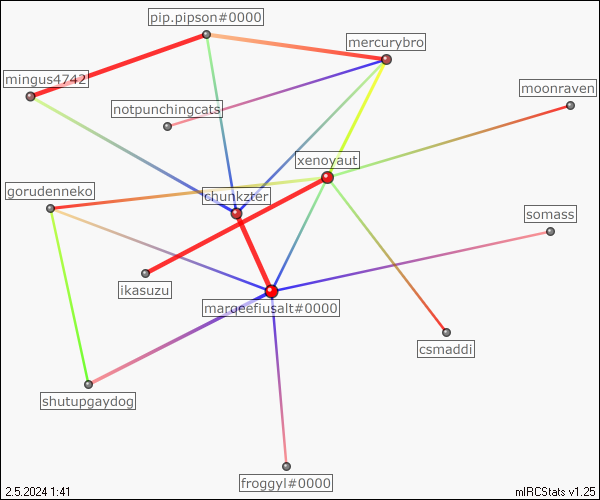 pip.pipson#0000
mercurybro
mingus4742
moonraven
notpunchingcats
xenoyaut
gorudenneko
chunkzter
somass
ikasuzu
marqeefiusalt#0000
csmaddi
shutupgaydog
froggyl#0000
2.5.2024 1:41
mIRCStats v1.25